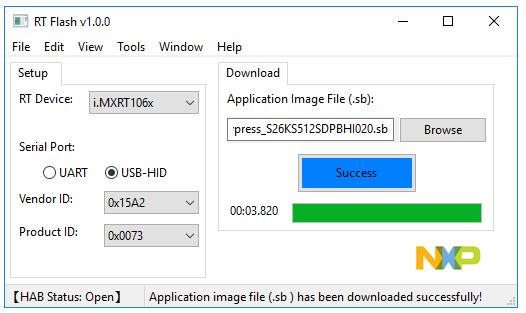 RT Flash v1.0.0
File Edit View Tools Window Help
Setup
RT Device: i.MXRT106x
Serial Port:
UART USB-HID
Vendor ID: 0x15A2
Product ID: 0x0073
Download
Application Image File (.sb):
press_S26KS512SDPBHI020.sb Browse
Success
00:03.820
NXP
【HAB Status: Open】 Application image file (.sb ) has been downloaded successfully!